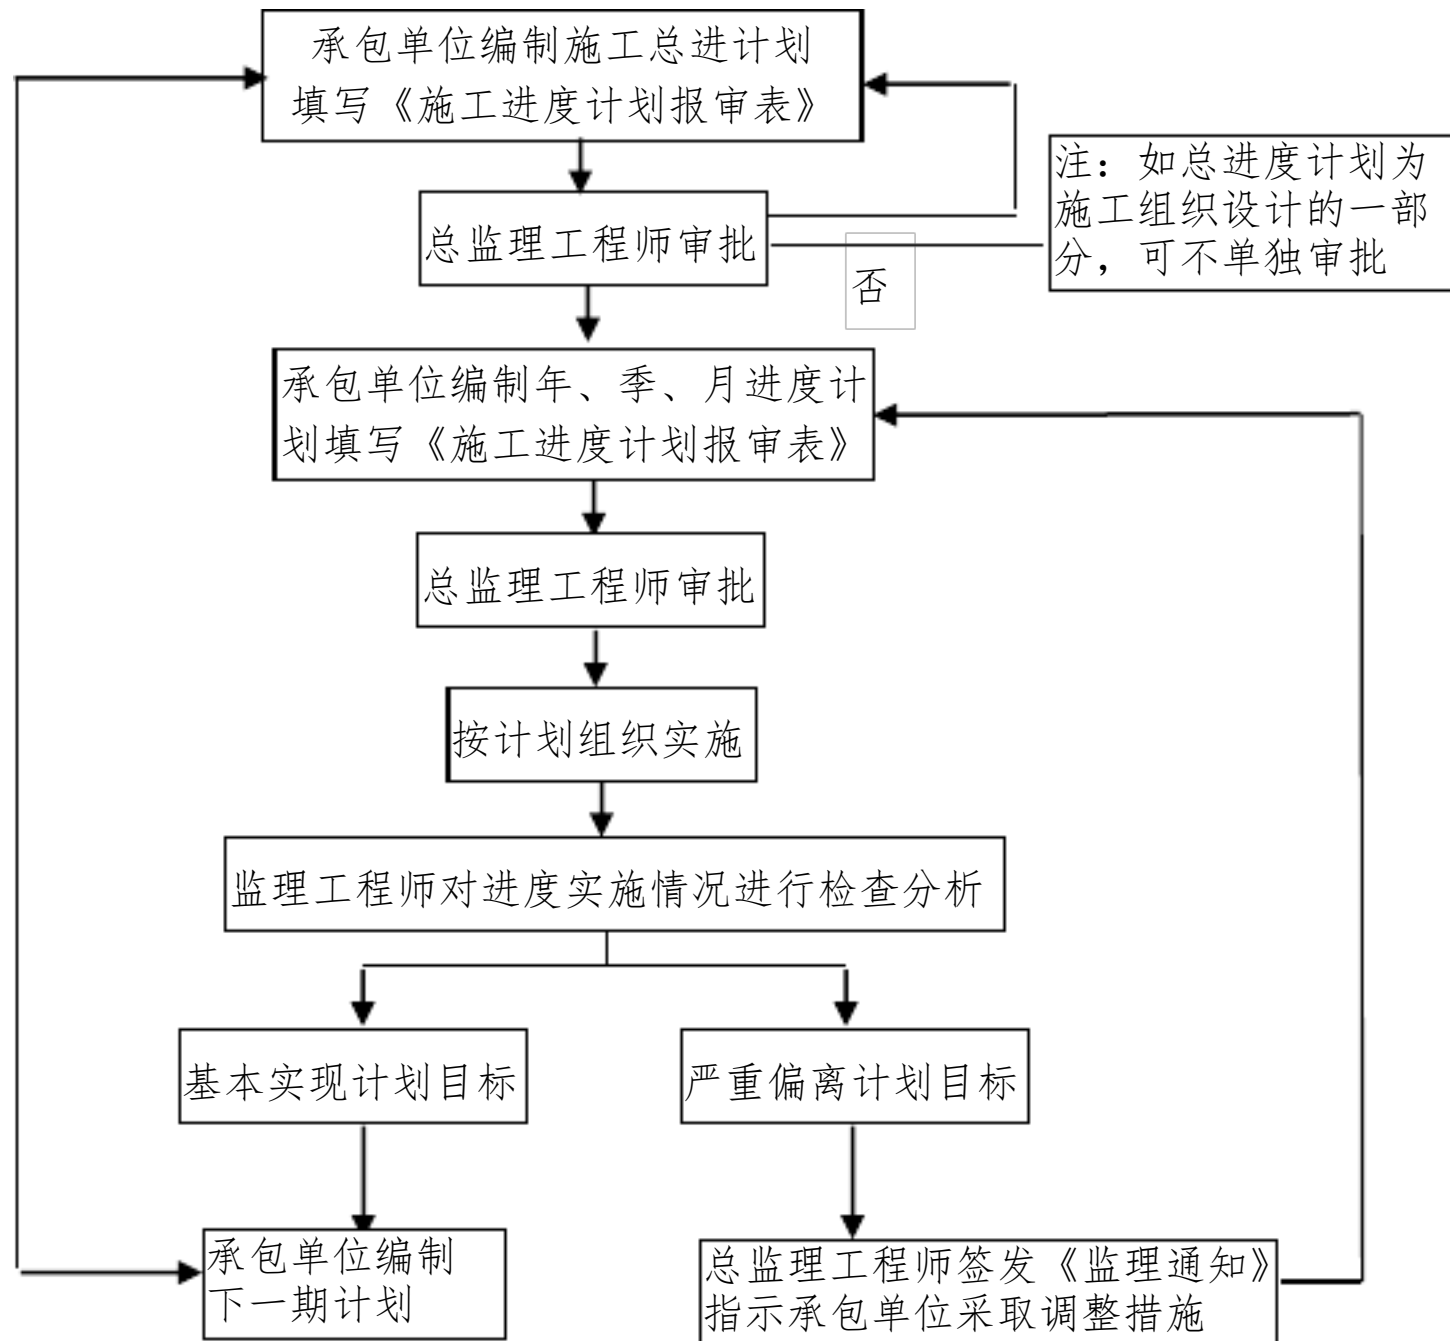 承包单位编制施工总进计划
填写《施工进度计划报审表》
注：如总进度计划为
施工组织设计的一部
分，可不单独审批
总监理工程师审批
否
承包单位编制年、季、月进度计
划填写《施工进度计划报审表》
总监理工程师审批
按计划组织实施
监理工程师对进度实施情况进行检查分析
基本实现计划目标
严重偏离计划目标
承包单位编制
下一期计划
总监理工程师签发《监理通知》
指示承包单位采取调整措施